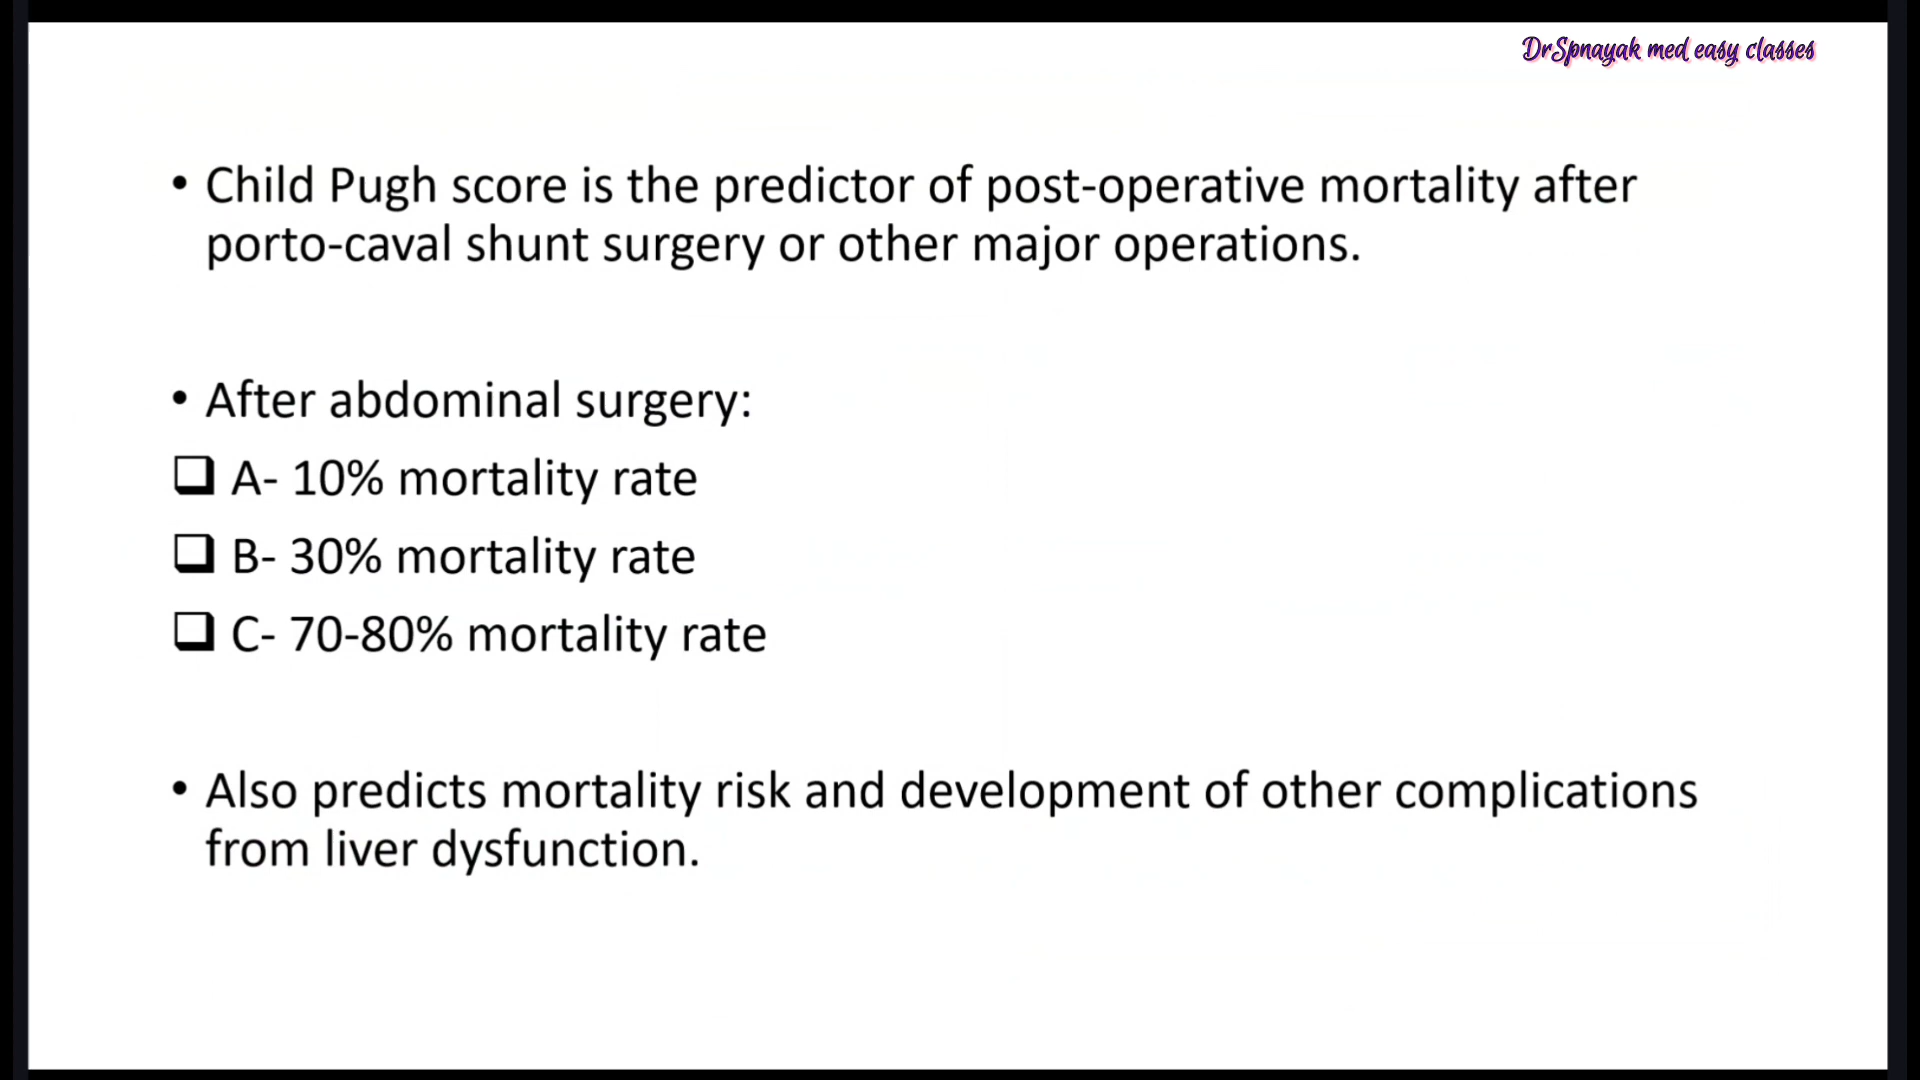 DrSpnayak med easy classes
• Child Pugh score is the predictor of post-operative mortality after
porto-caval shunt surgery or other major operations.
• After abdominal surgery:
❑ A- 10% mortality rate
❑ B- 30% mortality rate
❑ C- 70-80% mortality rate
• Also predicts mortality risk and development of other complications
from liver dysfunction.